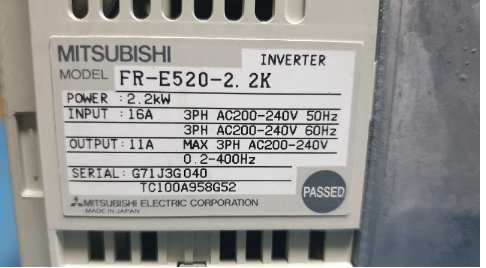 MITSUBISHI INVERTER
MODEL FR-E520-2.2K
POWER :2.2kW
INPUT :16A 3PH AC200-240V 50Hz
3PH AC200-240V 60Hz
OUTPUT:11A MAX 3PH AC200-240V
0.2-400Hz
SERIAL:G71J3G040
TC100A958G52
PASSED
MITSUBISHI ELECTRIC CORPORATION
MADE IN JAPAN